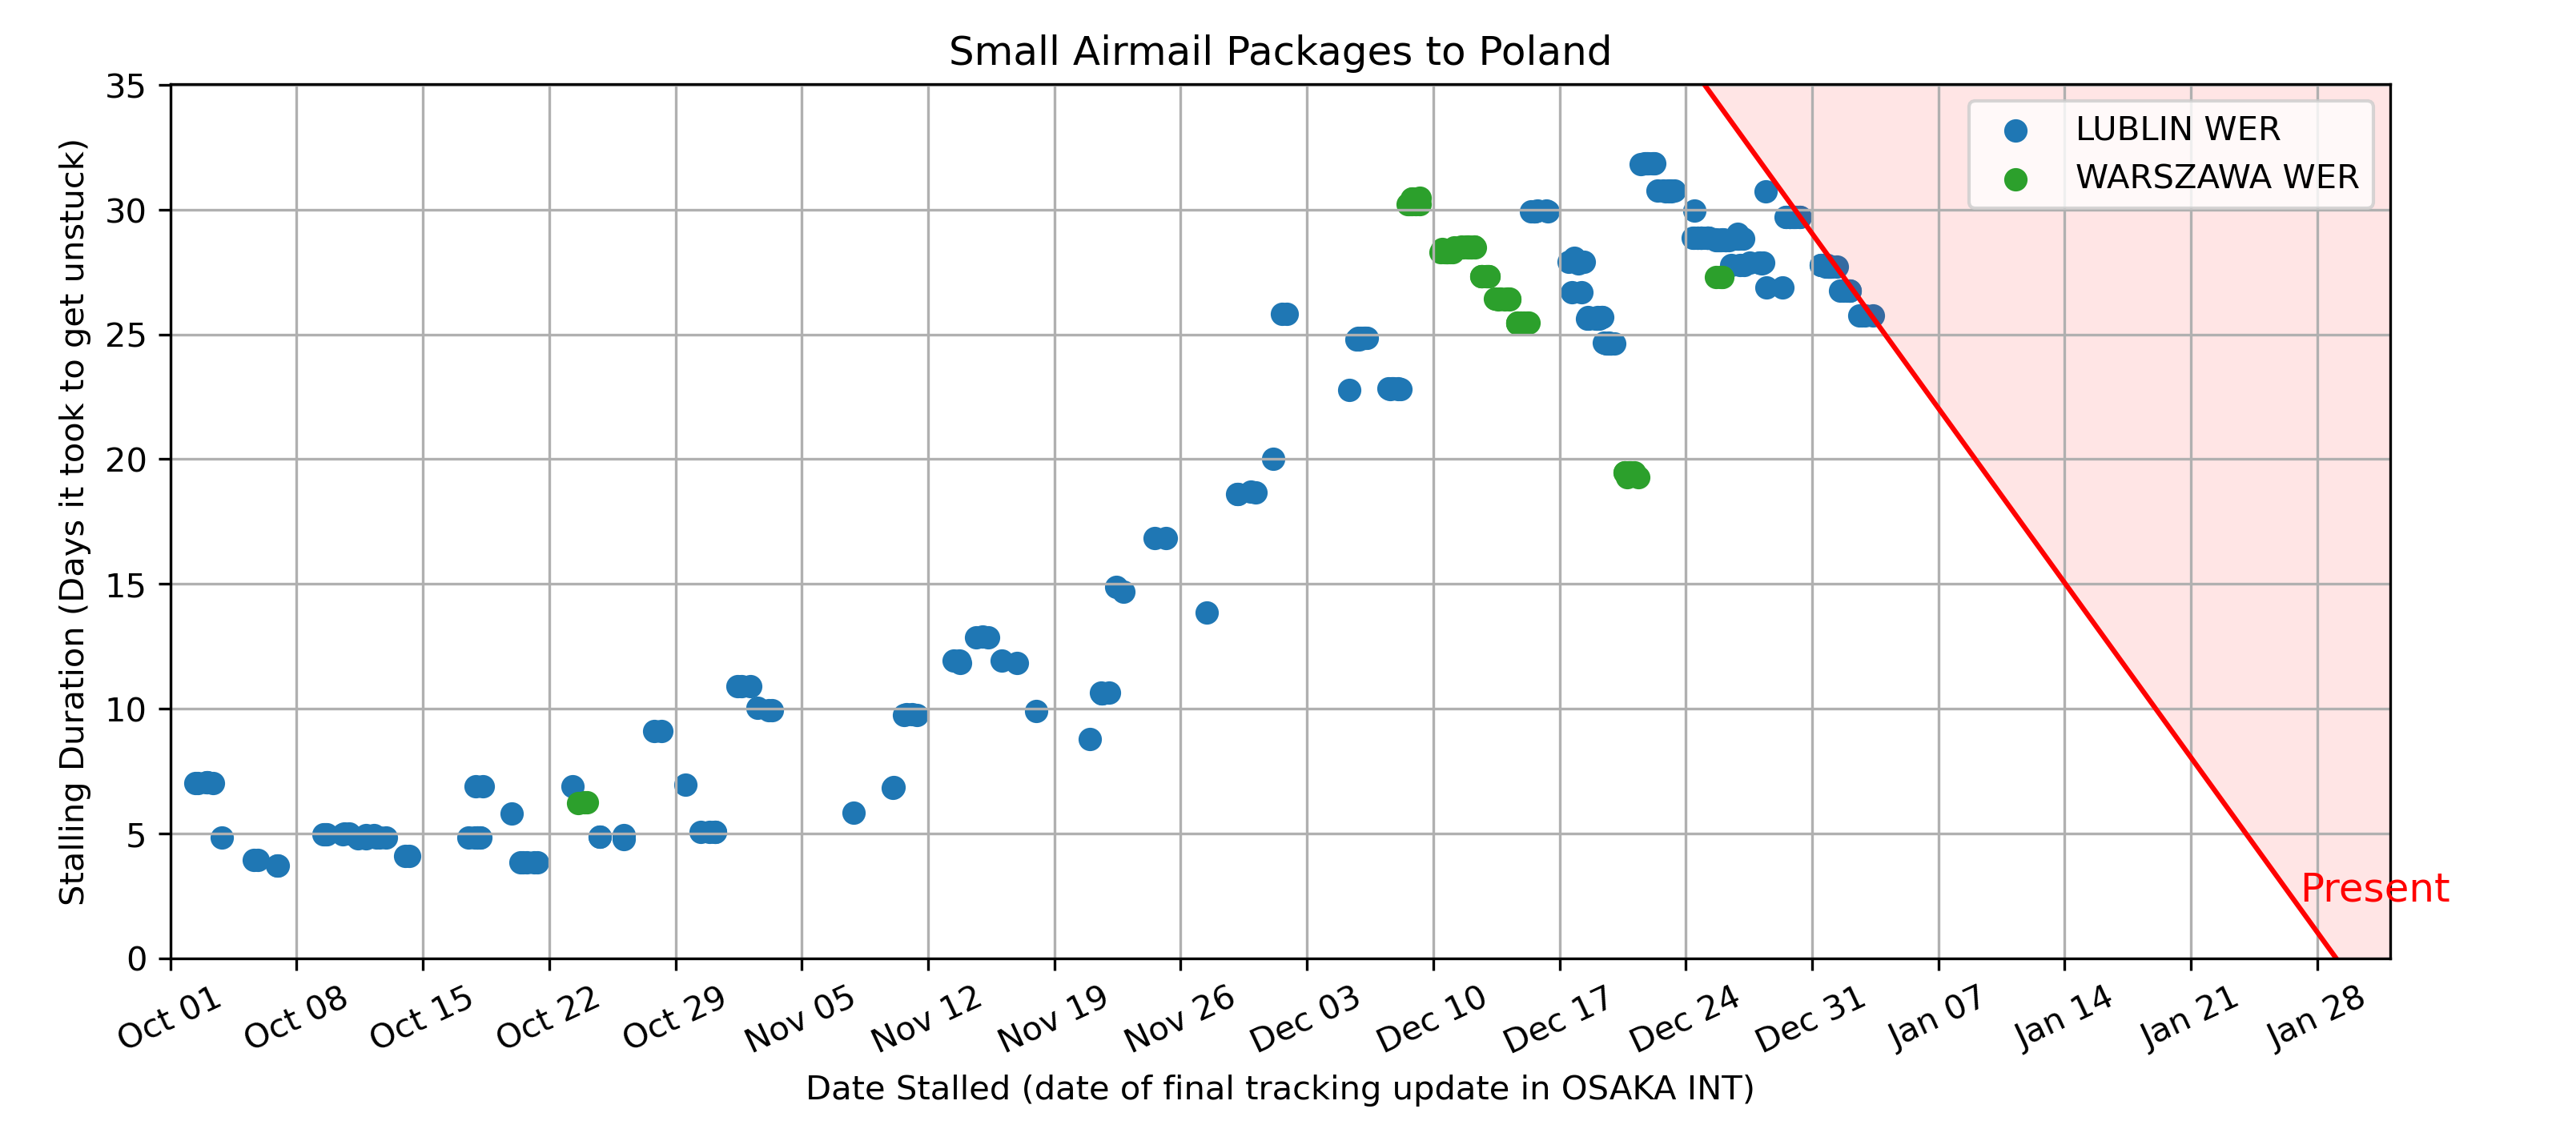 Small Airmail Packages to Poland
Stalling Duration (Days it took to get unstuck)
35
30
25
20
15
10
5
0
LUBLIN WER
WARSZAWA WER
Present
Oct 01
Oct 08
Oct 15
Oct 22
Oct 29
Nov 05
Nov 12
Nov 19
Nov 26
Dec 03
Dec 10
Dec 17
Dec 24
Dec 31
Jan 07
Jan 14
Jan 21
Jan 28
Date Stalled (date of final tracking update in OSAKA INT)